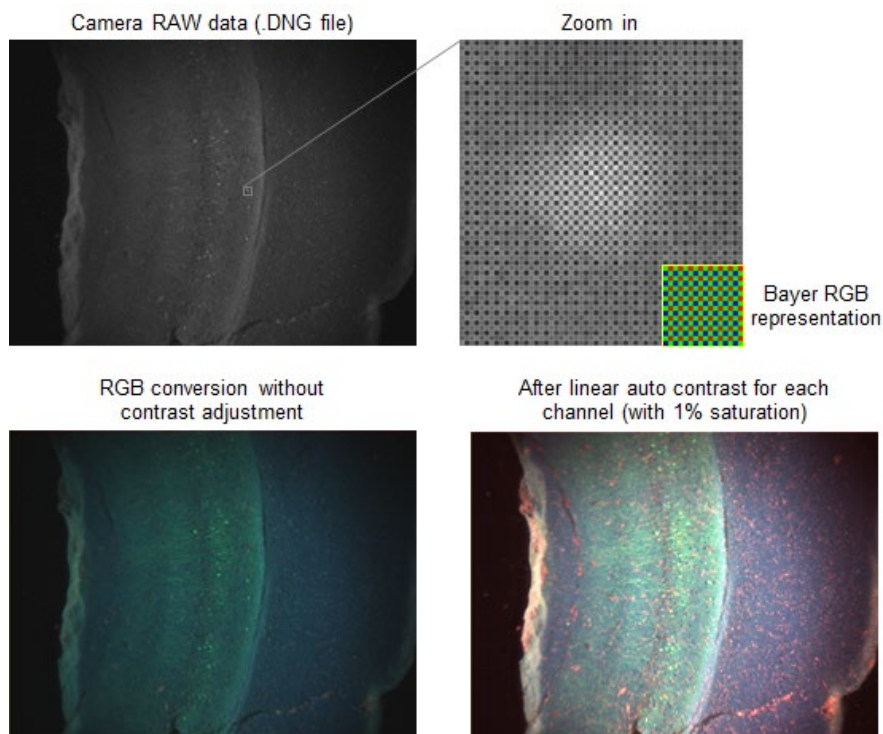 Camera RAW data (.DNG file)
Zoom in
Bayer RGB
representation
RGB conversion without
contrast adjustment
After linear auto contrast for each
channel (with 1% saturation)